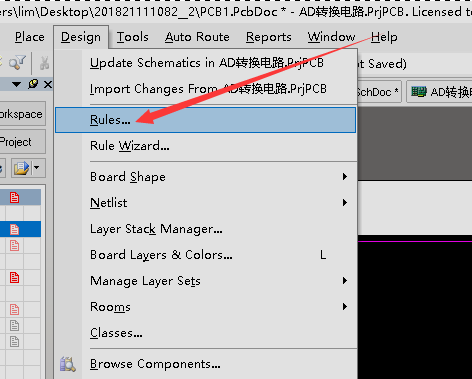 ers\lim\Desktop\201821111082_2\PCB1.PcbDoc * - AD转换电路.PrjPCB. Licensed to
Place Design Tools Auto Route Reports Window Help
Update Schematics in AD转换电路.PrjPCB
ot Saved)
Import Changes From AD转换电路.PrjPCB
SchDoc *
AD转换
orkspace
Rules...
Project
Rule Wizard...
Board Shape
Netlist
Layer Stack Manager...
Board Layers & Colors... L
Manage Layer Sets
Rooms
Classes...
Browse Components...